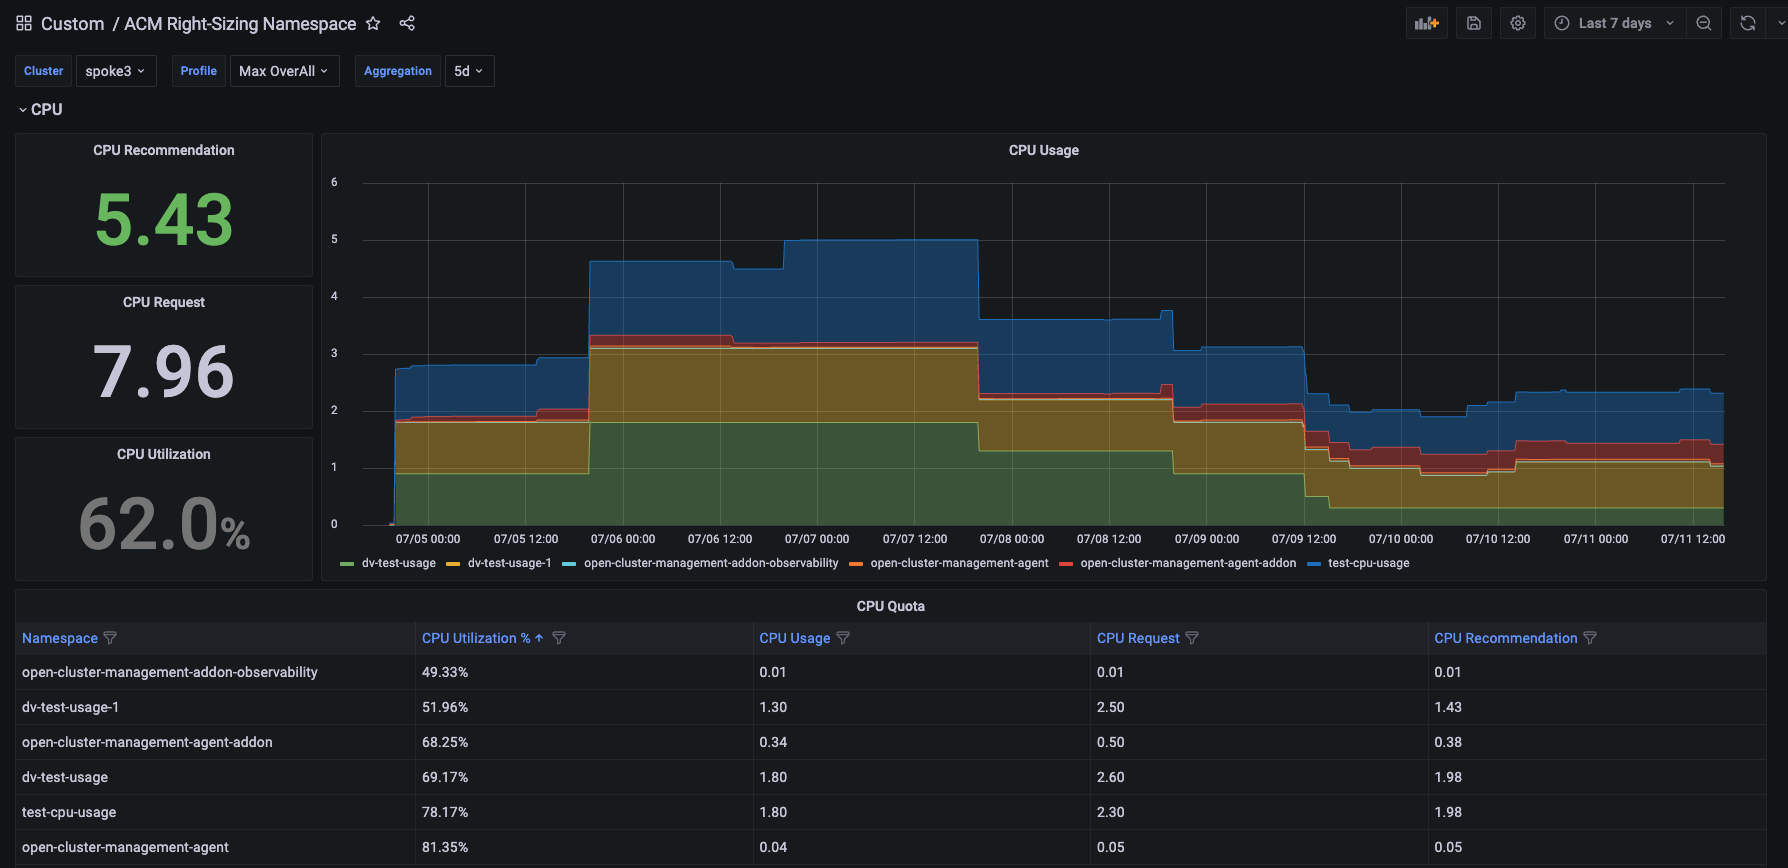 Custom / ACM Right-Sizing Namespace
Last 7 days
Cluster spoke3 Profile Max OverAll Aggregation 5d
CPU
CPU Recommendation
5.43
CPU Request
7.96
CPU Utilization
62.0%
CPU Usage
6
5
4
3
2
1
0
07/05 00:00 07/05 12:00 07/06 00:00 07/06 12:00 07/07 00:00 07/07 12:00 07/08 00:00 07/08 12:00 07/09 00:00 07/09 12:00 07/10 00:00 07/10 12:00 07/11 00:00 07/11 12:00
dv-test-usage dv-test-usage-1 open-cluster-management-addon-observability open-cluster-management-agent open-cluster-management-agent-addon test-cpu-usage
CPU Quota
Namespace CPU Utilization % CPU Usage CPU Request CPU Recommendation
open-cluster-management-addon-observability 49.33% 0.01 0.01 0.01
dv-test-usage-1 51.96% 1.30 2.50 1.43
open-cluster-management-agent-addon 68.25% 0.34 0.50 0.38
dv-test-usage 69.17% 1.80 2.60 1.98
test-cpu-usage 78.17% 1.80 2.30 1.98
open-cluster-management-agent 81.35% 0.04 0.05 0.05